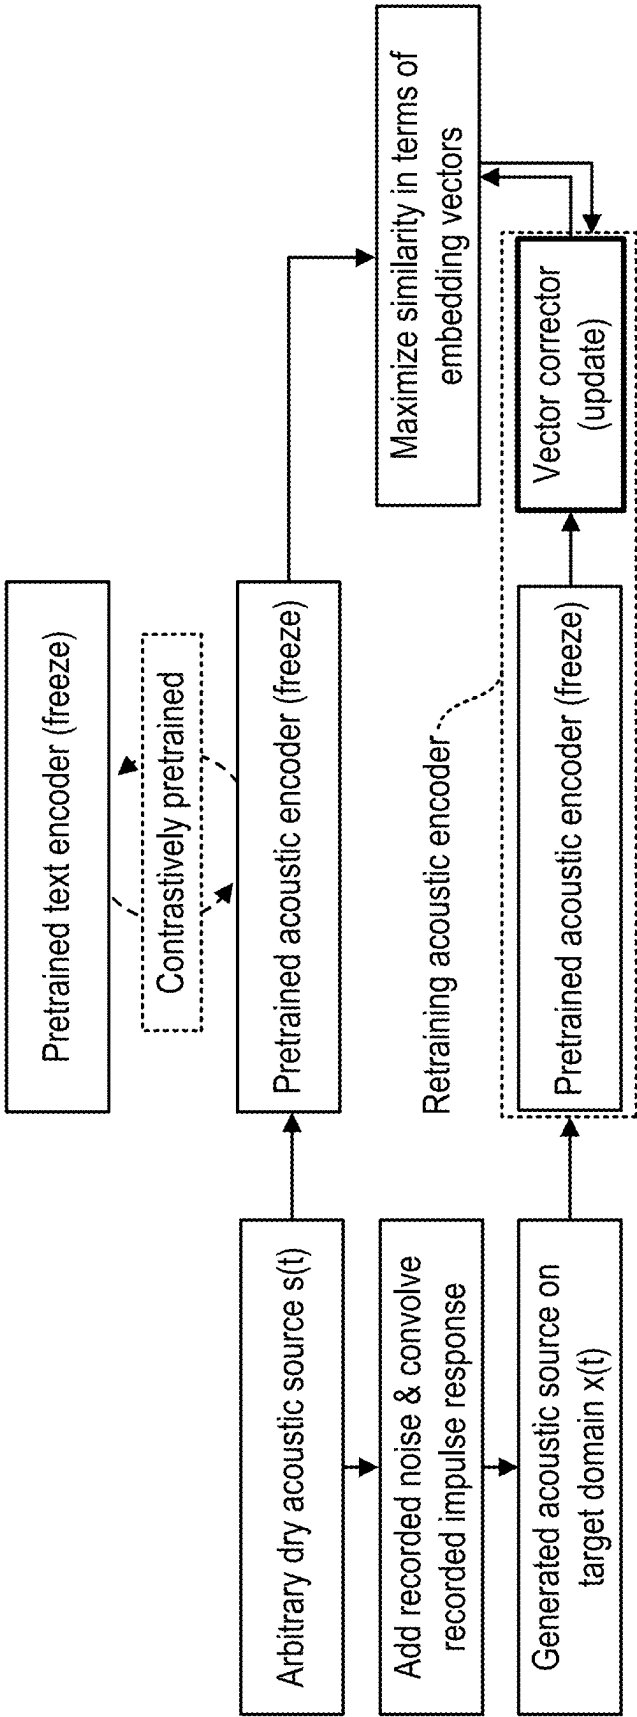 Pretrained text encoder (freeze)
Contrastively pretrained
Arbitrary dry acoustic source s(t)
Pretrained acoustic encoder (freeze)
Add recorded noise & convolve
recorded impulse response
Maximize similarity in terms of
embedding vectors
Retraining acoustic encoder
Generated acoustic source on
target domain x(t)
Pretrained acoustic encoder (freeze)
Vector corrector
(update)